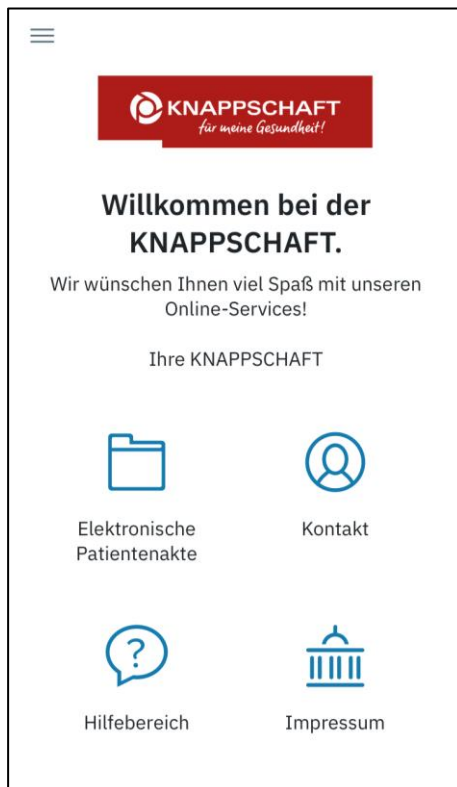 KNAPPSCHAFT
für meine Gesundheit!
Willkommen bei der
KNAPPSCHAFT.
Wir wünschen Ihnen viel Spaß mit unseren
Online-Services!
Ihre KNAPPSCHAFT
Elektronische
Patientenakte
Kontakt
?
Hilfebereich
Impressum